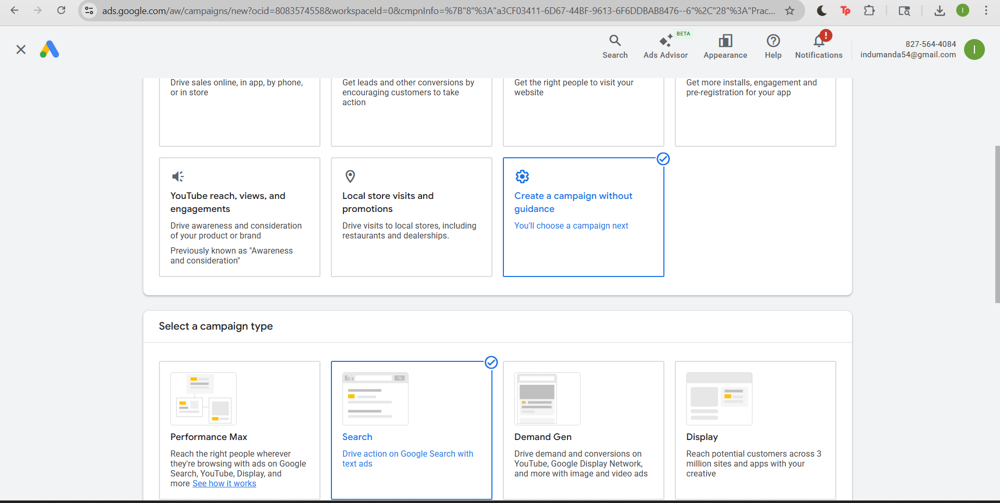 ads.google.com/aw/campaigns/new?ocid=8083574558&workspaceId=0&cmpnInfo=%7B"8"%3A"a3CF03411-6D67-44BF-9613-6F6DDBAB8476--6"%2C"28"%3A"Prac...
Tp
I
BETA
Search
Ads Advisor
Appearance
Help
Notifications
827-564-4084
indumanda54@gmail.com
I
Drive sales online, in app, by phone,
or in store
Get leads and other conversions by
encouraging customers to take
action
Get the right people to visit your
website
Get more installs, engagement and
pre-registration for your app
YouTube reach, views, and
engagements
Drive awareness and consideration
of your product or brand
Previously known as "Awareness
and consideration"
Local store visits and
promotions
Drive visits to local stores, including
restaurants and dealerships.
Create a campaign without
guidance
You'll choose a campaign next
Select a campaign type
Performance Max
Reach the right people wherever
they're browsing with ads on Google
Search, YouTube, Display, and
more See how it works
Search
Drive action on Google Search with
text ads
Demand Gen
Drive demand and conversions on
YouTube, Google Display Network,
and more with image and video ads
Display
Reach potential customers across 3
million sites and apps with your
creative